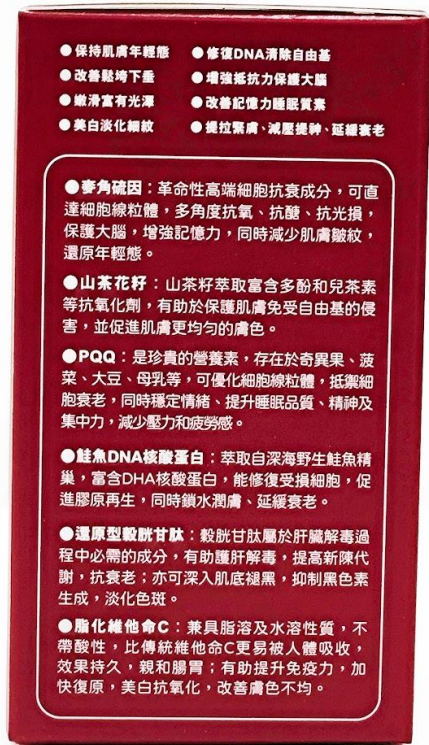 ●保持肌膚年輕態 ●修復DNA清除自由基
●改善鬆垮下垂 ●增強抵抗力保護大腦
●嫩滑富有光澤 ●改善記憶力睡眠質素
●美白淡化細紋 ●提拉緊膚、減壓提神、延緩衰老
●麥角硫因：革命性高端細胞抗衰成分，可直
達細胞線粒體，多角度抗氧、抗醣、抗光損，
保護大腦，增強記憶力，同時減少肌膚皺紋，
還原年輕態。
●山茶花籽：山茶籽萃取富含多酚和兒茶素
等抗氧化劑，有助於保護肌膚免受自由基的侵
害，並促進肌膚更均勻的膚色。
●PQQ：是珍貴的營養素，存在於奇異果、菠
菜、大豆、母乳等，可優化細胞線粒體，抵禦細
胞衰老，同時穩定情緒、提升睡眠品質、精神及
集中力，減少壓力和疲勞感。
●鮭魚DNA核酸蛋白：萃取自深海野生鮭魚精
巢，富含DHA核酸蛋白，能修復受損細胞，促
進膠原再生，同時鎖水潤膚、延緩衰老。
●還原型穀胱甘肽：穀胱甘肽屬於肝臟解毒過
程中必需的成分，有助護肝解毒，提高新陳代
謝，抗衰老；亦可深入肌底褪黑，抑制黑色素
生成，淡化色斑。
●脂化維他命C：兼具脂溶及水溶性質，不
帶酸性，比傳統維他命C更易被人體吸收，
效果持久，親和腸胃；有助提升免疫力，加
快復原，美白抗氧化，改善膚色不均。